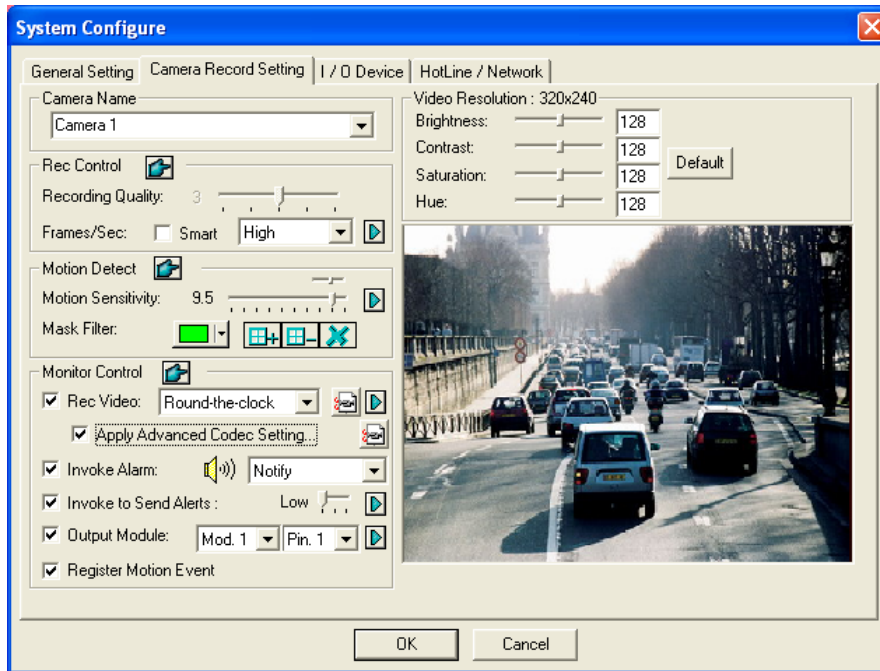 System Configure
General Setting
Camera Record Setting
I / O Device
HotLine / Network
Camera Name
Camera 1
Rec Control
Recording Quality: 3
Frames/Sec: Smart High
Motion Detect
Motion Sensitivity: 9.5
Mask Filter:
Monitor Control
Rec Video: Round-the-clock
Apply Advanced Codec Setting...
Invoke Alarm: Notify
Invoke to Send Alerts : Low
Output Module: Mod. 1 Pin. 1
Register Motion Event
Video Resolution : 320x240
Brightness: 128
Contrast: 128
Saturation: 128
Hue: 128
Default
OK
Cancel